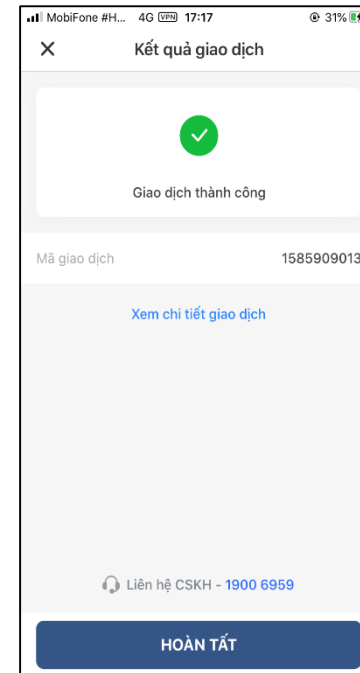 MobiFone #H... 4G VPN 17:17 31%
Kết quả giao dịch
Giao dịch thành công
Mã giao dịch 1585909013
Xem chi tiết giao dịch
Liên hệ CSKH - 1900 6959
HOÀN TẤT